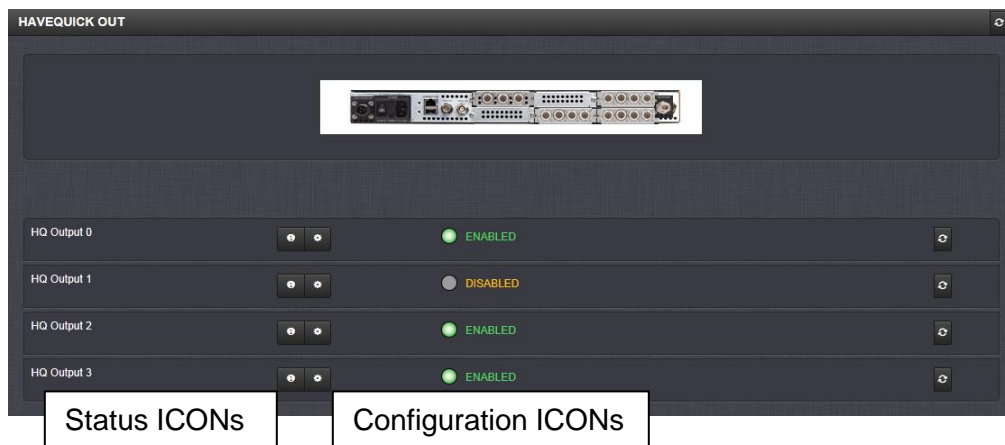 HAVEQUICK OUT
HQ Output 0 ENABLED
HQ Output 1 DISABLED
HQ Output 2 ENABLED
HQ Output 3 ENABLED
Status ICONs Configuration ICONs